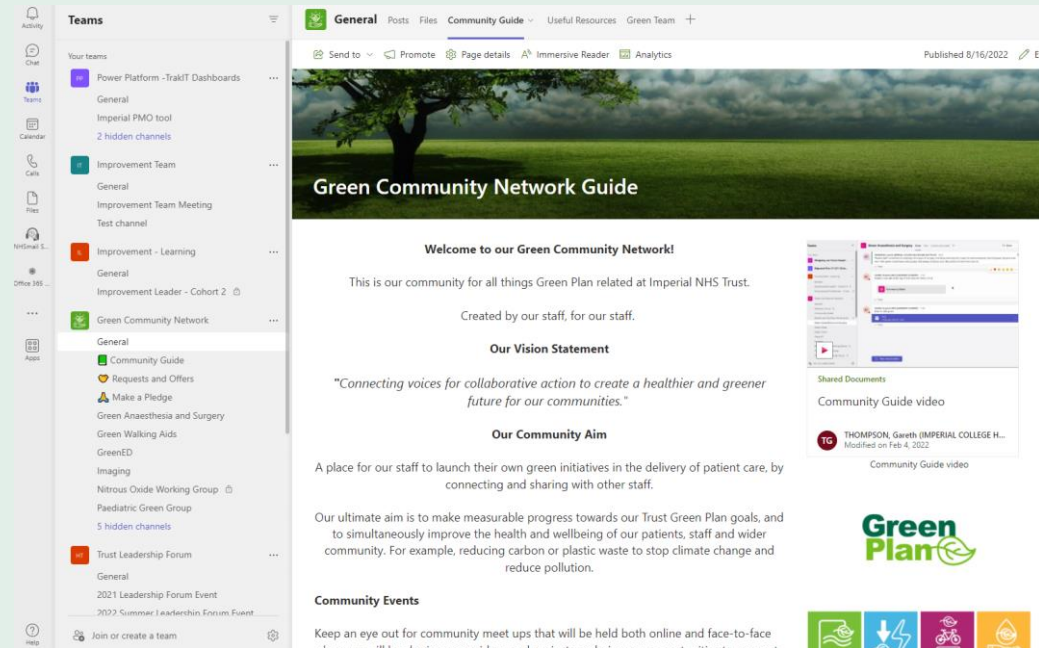 Activity
Chat
Teams
Calendar
Calls
Files
NHSmail S...
Office 365 ...
Apps
Help
Teams
Your teams
Power Platform -TrakIT Dashboards
General
Imperial PMO tool
2 hidden channels
Improvement Team
General
Improvement Team Meeting
Test channel
Improvement - Learning
General
Improvement Leader - Cohort 2
Green Community Network
General
Community Guide
Requests and Offers
Make a Pledge
Green Anaesthesia and Surgery
Green Walking Aids
GreenED
Imaging
Nitrous Oxide Working Group
Paediatric Green Group
5 hidden channels
Trust Leadership Forum
General
2021 Leadership Forum Event
2022 Summer Leadership Forum Event
Join or create a team
General Posts Files Community Guide Useful Resources Green Team
Send to Promote Page details Immersive Reader Analytics Published 8/16/2022
Green Community Network Guide
Welcome to our Green Community Network!
This is our community for all things Green Plan related at Imperial NHS Trust.
Created by our staff, for our staff.
Our Vision Statement
"Connecting voices for collaborative action to create a healthier and greener
future for our communities."
Our Community Aim
A place for our staff to launch their own green initiatives in the delivery of patient care, by
connecting and sharing with other staff.
Our ultimate aim is to make measurable progress towards our Trust Green Plan goals, and
to simultaneously improve the health and wellbeing of our patients, staff and wider
community. For example, reducing carbon or plastic waste to stop climate change and
reduce pollution.
Community Events
Keep an eye out for community meet ups that will be held both online and face-to-face
Shared Documents
Community Guide video
TG
THOMPSON, Gareth (IMPERIAL COLLEGE H...
Modified on Feb 4, 2022
Community Guide video
Green
Plan